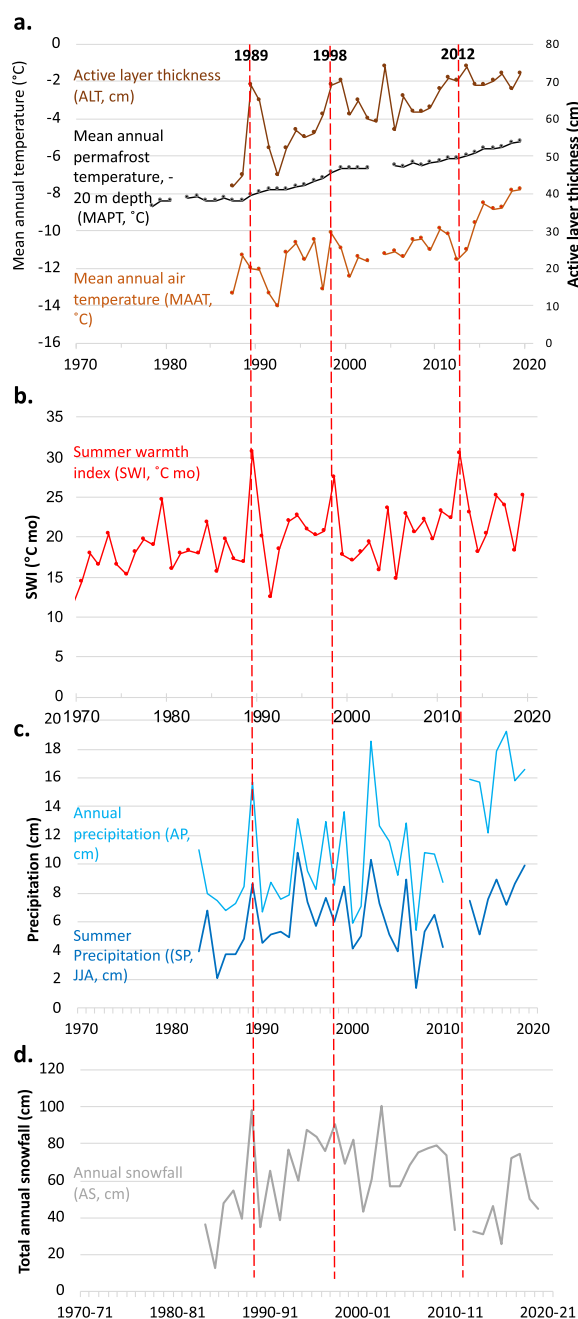 a.
0
-2
-4
-6
-8
-10
-12
-14
-16
Mean annual temperature (°C)
1989
1998
2012
Active layer thickness
(ALT, cm)
Mean annual
permafrost
temperature, -
20 m depth
(MAPT, ˚C)
Mean annual air
temperature (MAAT,
˚C)
80
70
60
50
40
30
20
10
0
Active layer thickness (cm)
1970
1980
1990
2000
2010
2020
b.
35
30
25
20
15
10
5
0
SWI (°C mo)
Summer warmth
index (SWI, ˚C mo)
1970
1980
1990
2000
2010
2020
c.
20
18
16
14
12
10
8
6
4
2
0
Precipitation (cm)
Annual
precipitation (AP,
cm)
Summer
Precipitation ((SP,
JJA, cm)
1970
1980
1990
2000
2010
2020
d.
120
100
80
60
40
20
0
Total annual snowfall (cm)
Annual snowfall
(AS, cm)
1970-71
1980-81
1990-91
2000-01
2010-11
2020-21